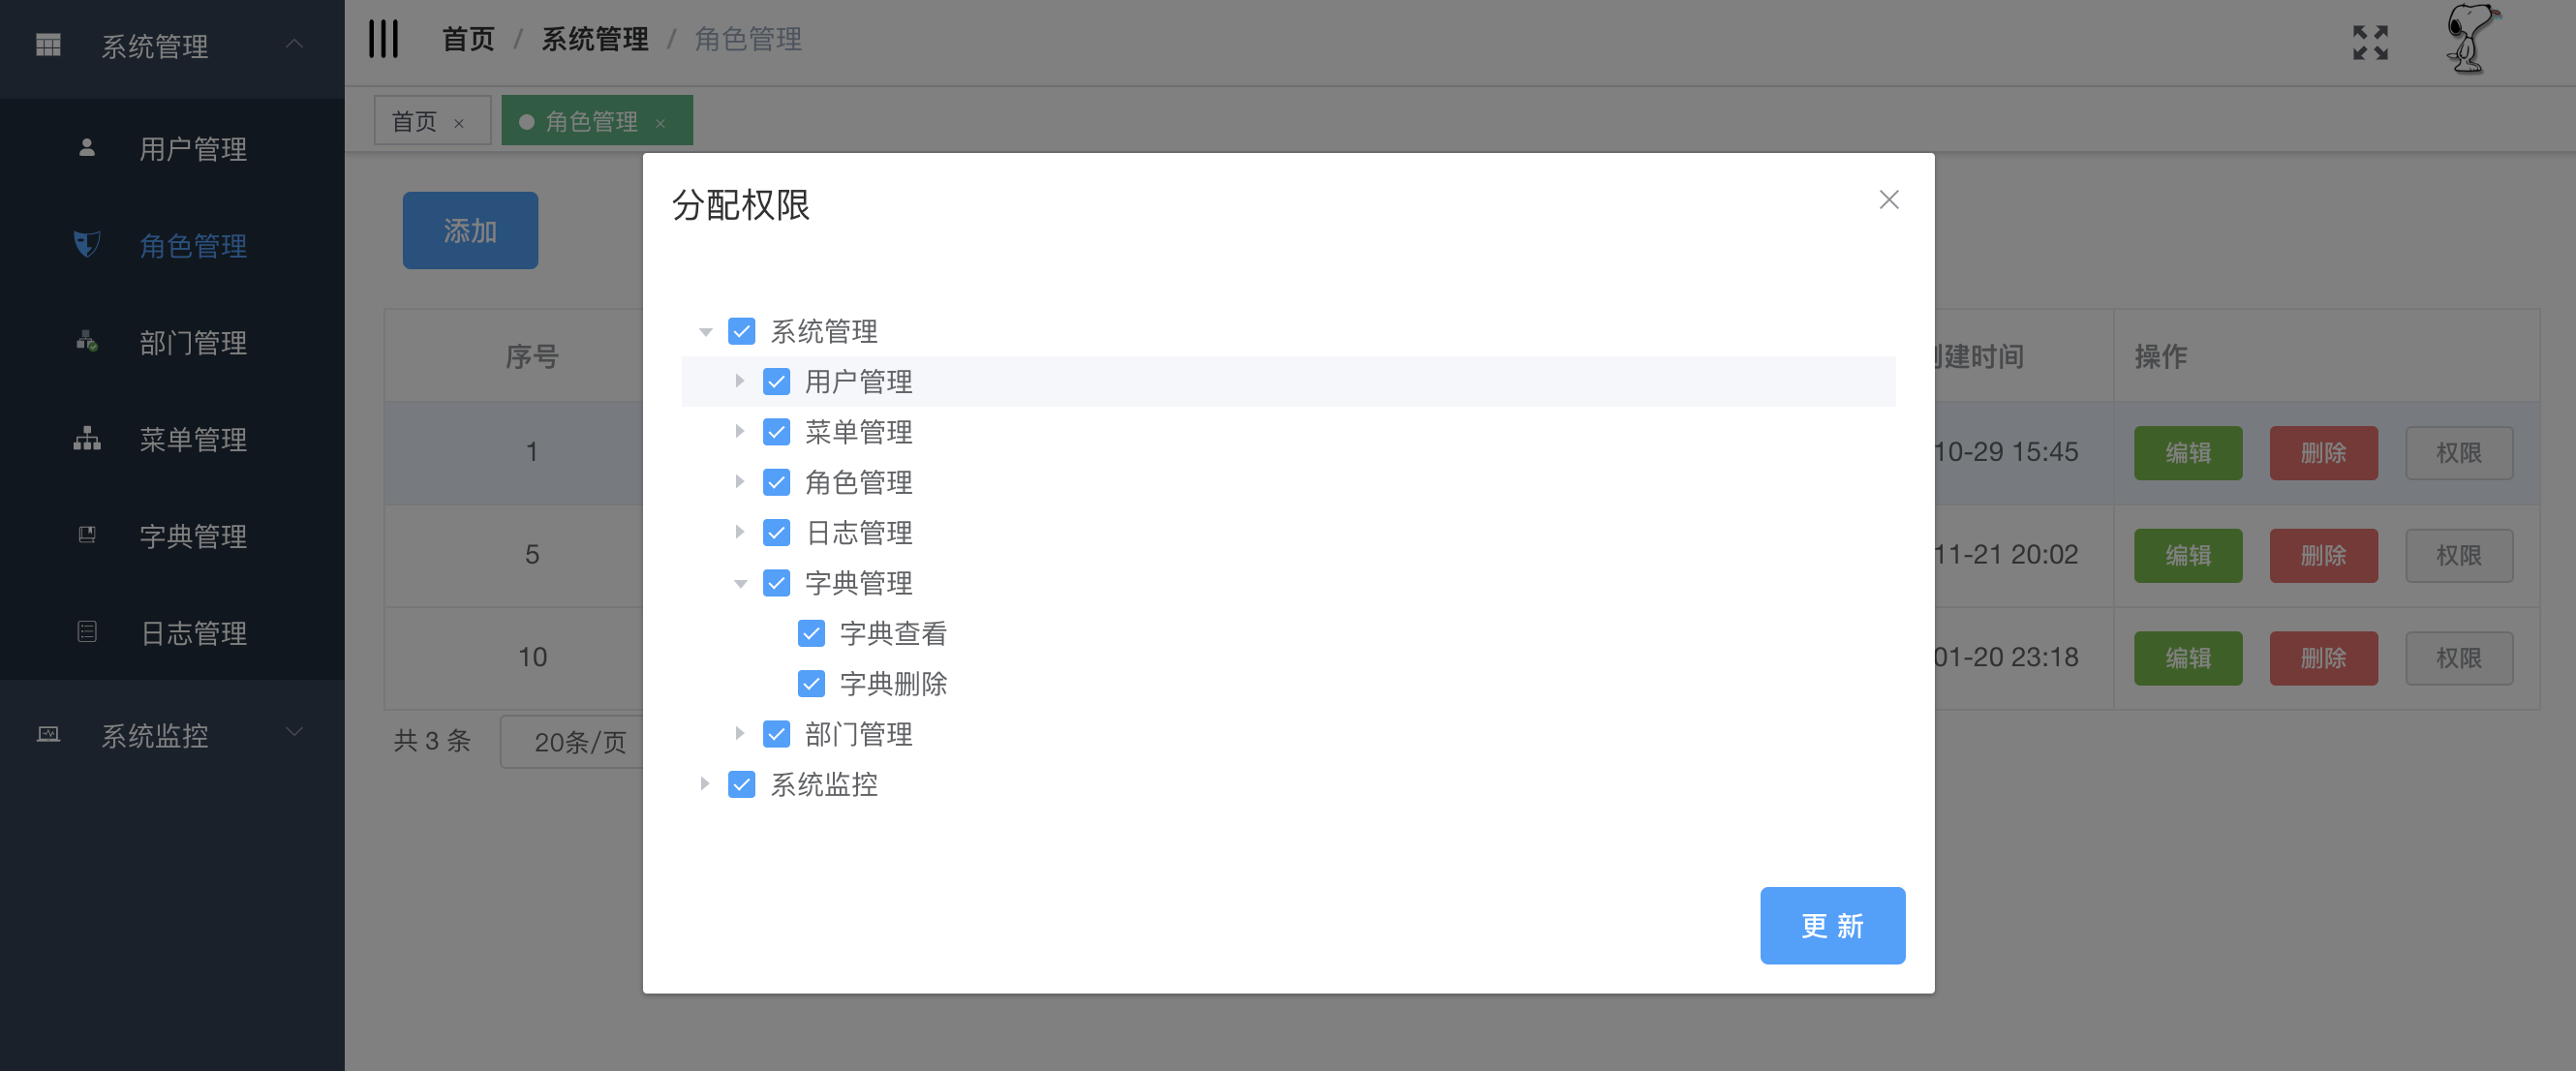 系统管理
用户管理
角色管理
部门管理
菜单管理
字典管理
日志管理
系统监控
首页 / 系统管理 / 角色管理
首页 × 角色管理 ×
添加
序号 建时间 操作
1 10-29 15:45 编辑 删除 权限
5 11-21 20:02 编辑 删除 权限
10 01-20 23:18 编辑 删除 权限
共 3 条 20条/页
分配权限
系统管理
用户管理
菜单管理
角色管理
日志管理
字典管理
字典查看
字典删除
部门管理
系统监控
更 新